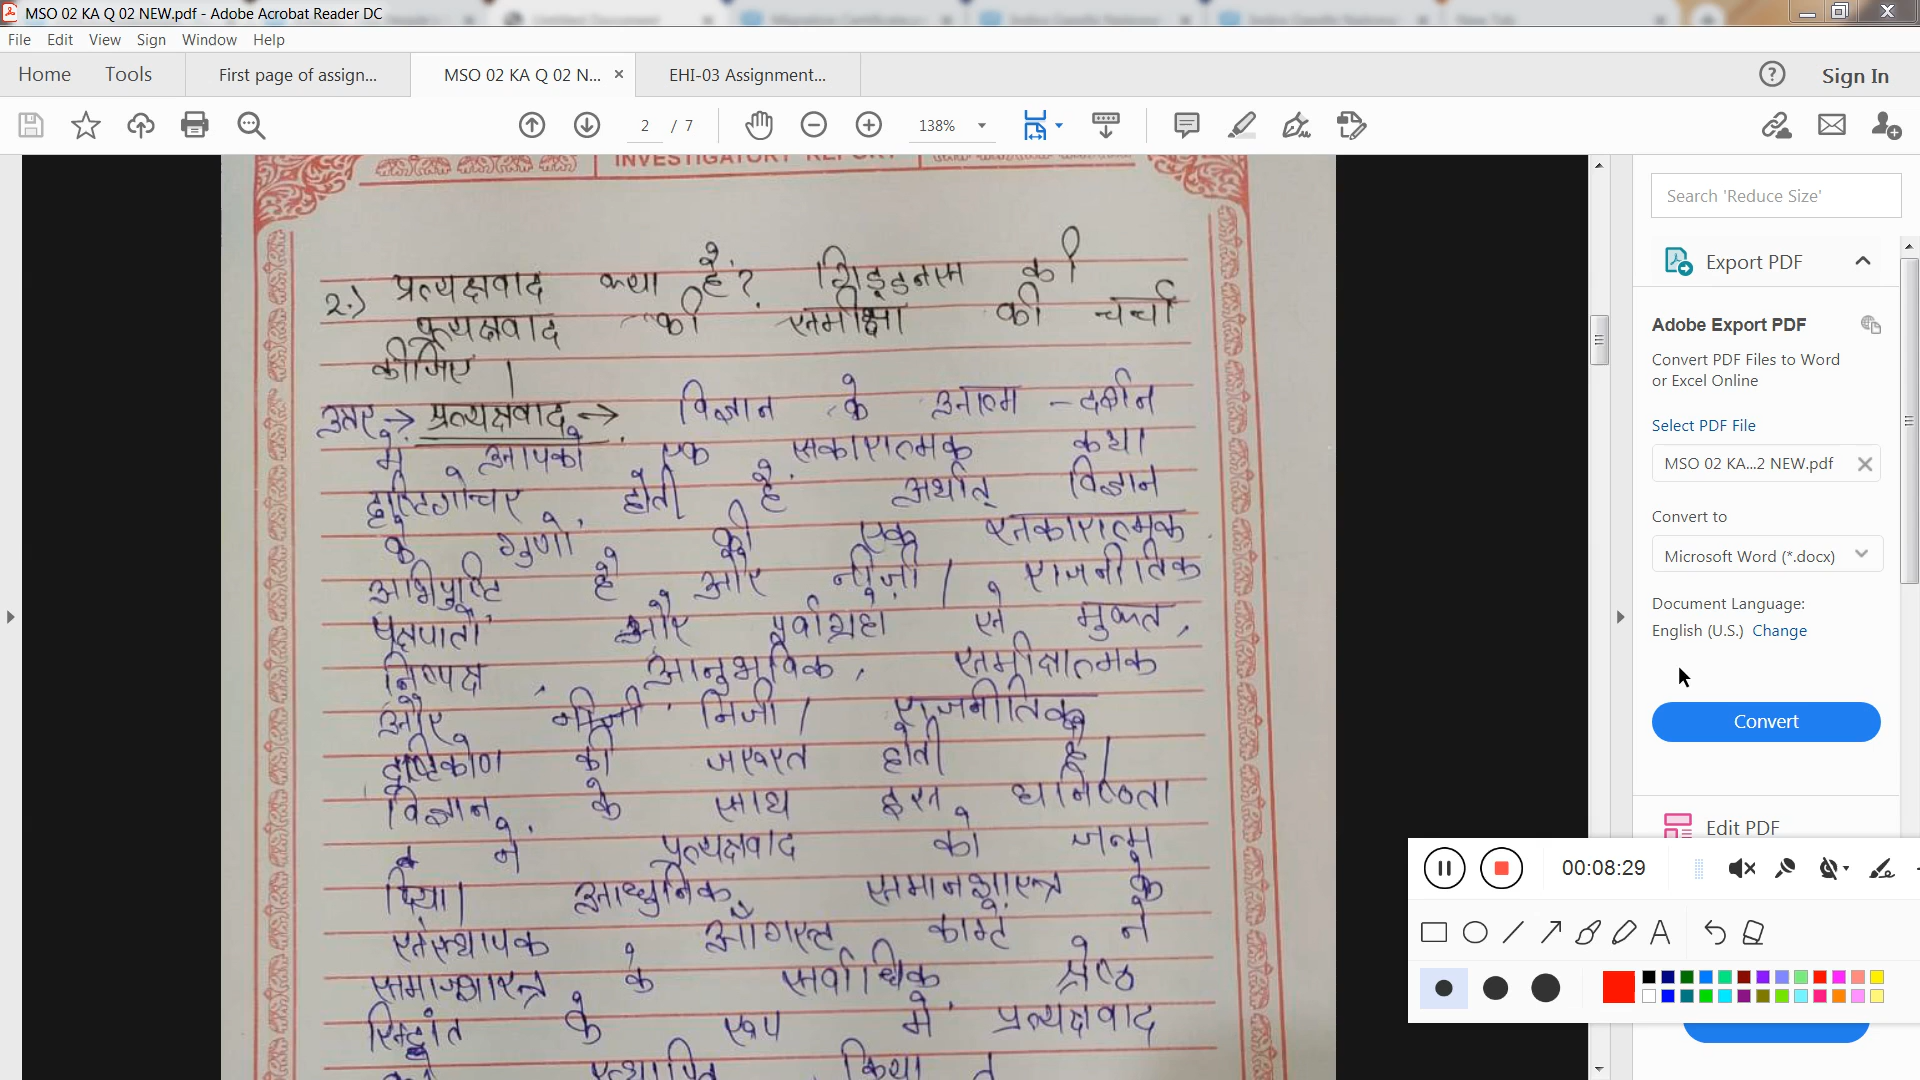 MSO 02 KA Q 02 NEW.pdf - Adobe Acrobat Reader DC
File Edit View Sign Window Help
Home Tools First page of assign... MSO 02 KA Q 02 N... × EHI-03 Assignment... Sign In
2 / 7 138%
INVESTIGATORY REPORT
2.) प्रत्यक्षवाद क्या है? गिड्डनस की
प्रत्यक्षवाद की समीक्षा की चर्चा
कीजिए।
उत्तर → प्रत्यक्षवाद → विज्ञान के आत्म - दर्शन
में आपको एक सकारात्मक कथा
दृष्टिगोचर होती है अर्थात् विज्ञान
के गुणों की एक सकारात्मक
अभिपुष्टि है और नीजी / राजनीतिक
पक्षपातों और पूर्वाग्रहों से मुक्त,
निष्पक्ष, आनुभविक, समीक्षात्मक
और निजी / राजनीतिक
दृष्टिकोण की जरूरत होती है।
विज्ञान के साथ इस घनिष्ठता
ने प्रत्यक्षवाद को जन्म
दिया। आधुनिक समाजशास्त्र के
संस्थापक ऑगस्ट काम्टे ने
समाजशास्त्र के सर्वाधिक श्रेष्ठ
सिद्धांत के रूप में प्रत्यक्षवाद
किया
Search 'Reduce Size'
Export PDF
Adobe Export PDF
Convert PDF Files to Word
or Excel Online
Select PDF File
MSO 02 KA...2 NEW.pdf
Convert to
Microsoft Word (*.docx)
Document Language:
English (U.S.) Change
Convert
Edit PDF
00:08:29